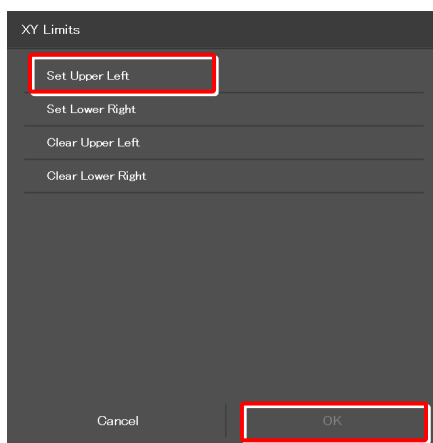 XY Limits
Set Upper Left
Set Lower Right
Clear Upper Left
Clear Lower Right
Cancel
OK